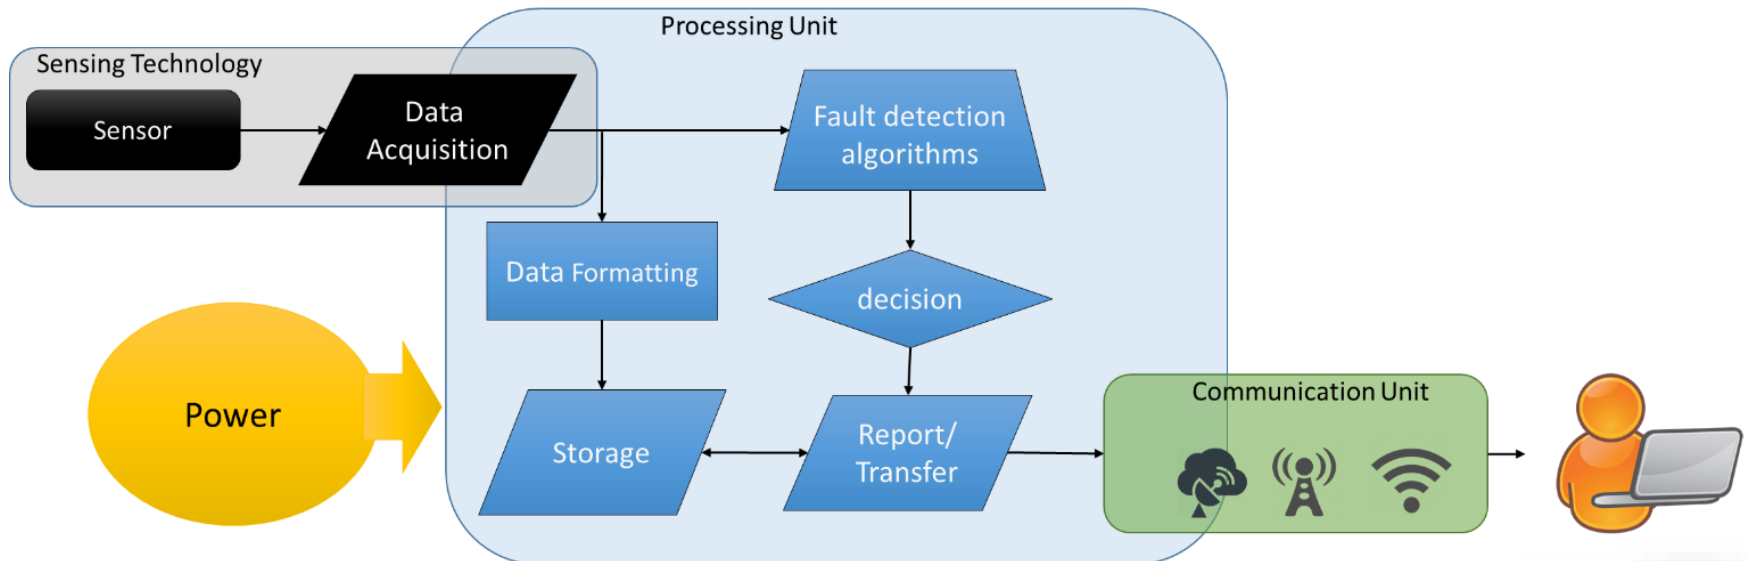 Processing Unit
Sensing Technology
Sensor
Data
Acquisition
Fault detection
algorithms
Data Formatting
decision
Power
Storage
Report/
Transfer
Communication Unit